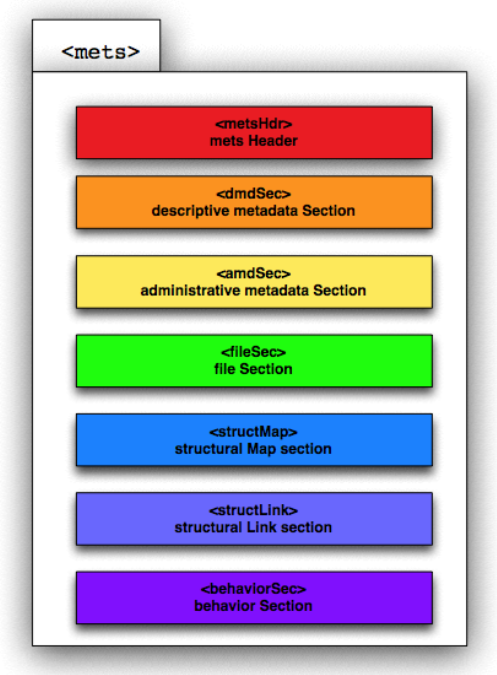 <mets>
<metsHdr>
mets Header
<dmdSec>
descriptive metadata Section
<amdSec>
administrative metadata Section
<fileSec>
file Section
<structMap>
structural Map section
<structLink>
structural Link section
<behaviorSec>
behavior Section